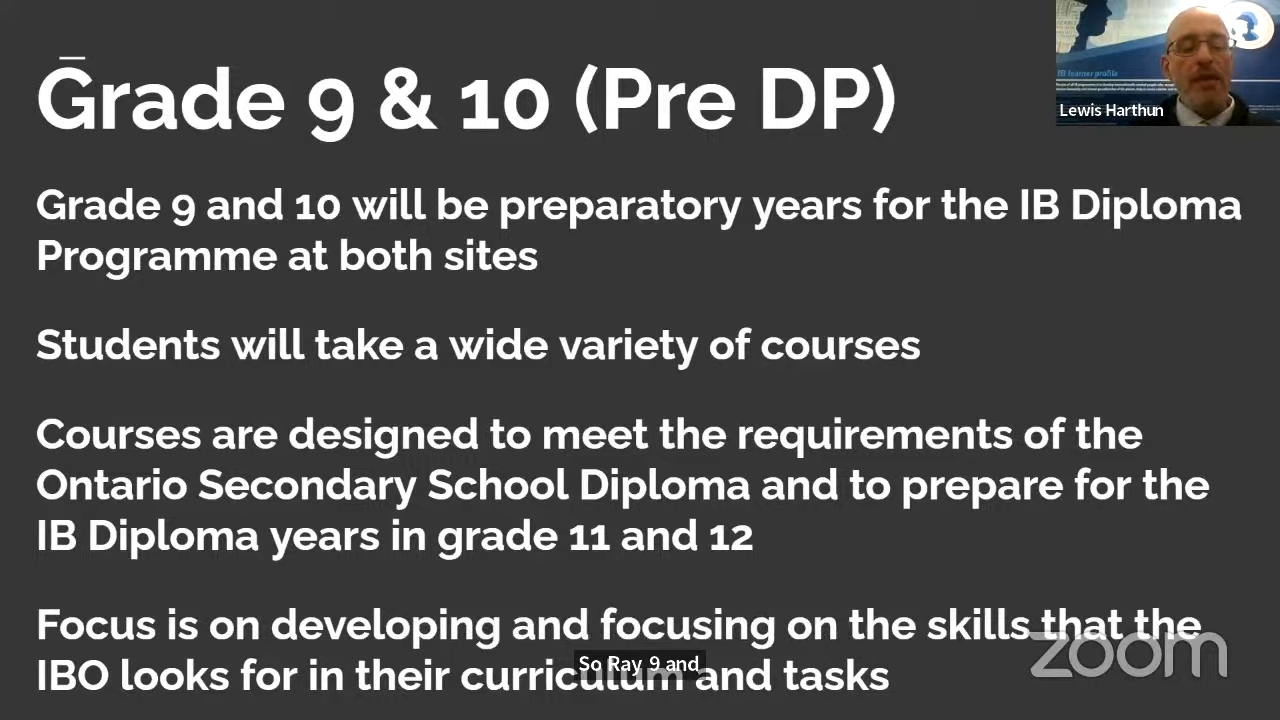 Grade 9 & 10 (Pre DP)
IB learner profile
Lewis Harthun
Grade 9 and 10 will be preparatory years for the IB Diploma
Programme at both sites
Students will take a wide variety of courses
Courses are designed to meet the requirements of the
Ontario Secondary School Diploma and to prepare for the
IB Diploma years in grade 11 and 12
Focus is on developing and focusing on the skills that the
IBO looks for in their curriculum and tasks
So Ray 9 and
zoom